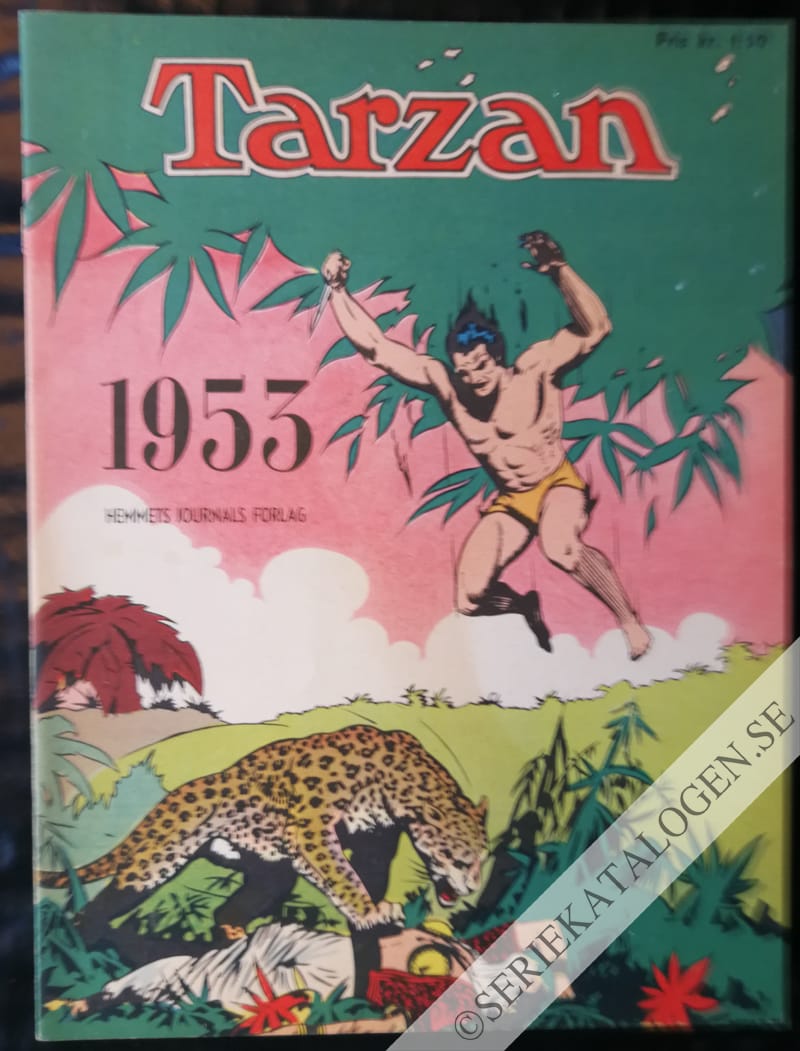 Pris kr. 1:50
Tarzan
1953
HEMMETS JOURNALS FÖRLAG
©SERIEKATALOGEN.SE